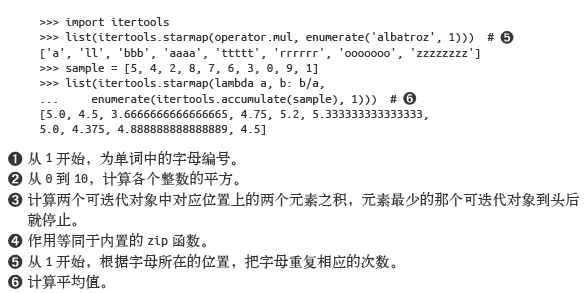 >>> import itertools
>>> list(itertools.starmap(operator.mul, enumerate('albatroz', 1)))  # ❺
['a', 'll', 'bbb', 'aaaa', 'ttttt', 'rrrrrr', 'ooooooo', 'zzzzzzzz']
>>> sample = [5, 4, 2, 8, 7, 6, 3, 0, 9, 1]
>>> list(itertools.starmap(lambda a, b: b/a,
...     enumerate(itertools.accumulate(sample), 1)))  # ❻
[5.0, 4.5, 3.6666666666666665, 4.75, 5.2, 5.333333333333333,
5.0, 4.375, 4.888888888888889, 4.5]
❶ 从 1 开始，为单词中的字母编号。
❷ 从 0 到 10，计算各个整数的平方。
❸ 计算两个可迭代对象中对应位置上的两个元素之积，元素最少的那个可迭代对象到头后
就停止。
❹ 作用等同于内置的 zip 函数。
❺ 从 1 开始，根据字母所在的位置，把字母重复相应的次数。
❻ 计算平均值。